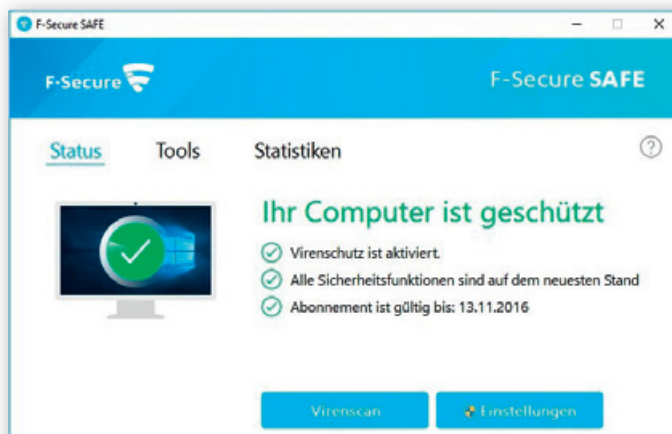 F-Secure SAFE
F-Secure
F-Secure SAFE
Status Tools Statistiken
?
Ihr Computer ist geschützt
Virenschutz ist aktiviert.
Alle Sicherheitsfunktionen sind auf dem neuesten Stand
Abonnement ist gültig bis: 13.11.2016
Virenscan Einstellungen